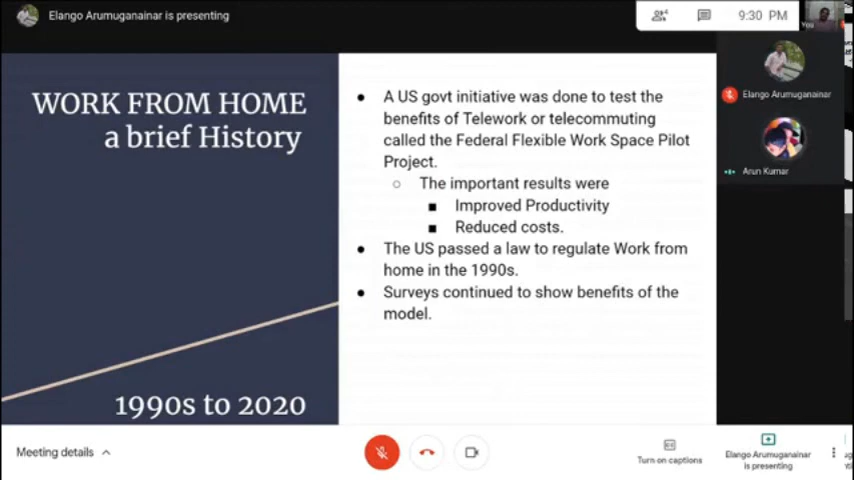 Elango Arumuganainar is presenting
4
9:30 PM
You
WORK FROM HOME
a brief History
1990s to 2020
● A US govt initiative was done to test the
benefits of Telework or telecommuting
called the Federal Flexible Work Space Pilot
Project.
○ The important results were
■ Improved Productivity
■ Reduced costs.
● The US passed a law to regulate Work from
home in the 1990s.
● Surveys continued to show benefits of the
model.
Elango Arumuganainar
Arun Kumar
Meeting details
Turn on captions
Elango Arumuganainar
is presenting